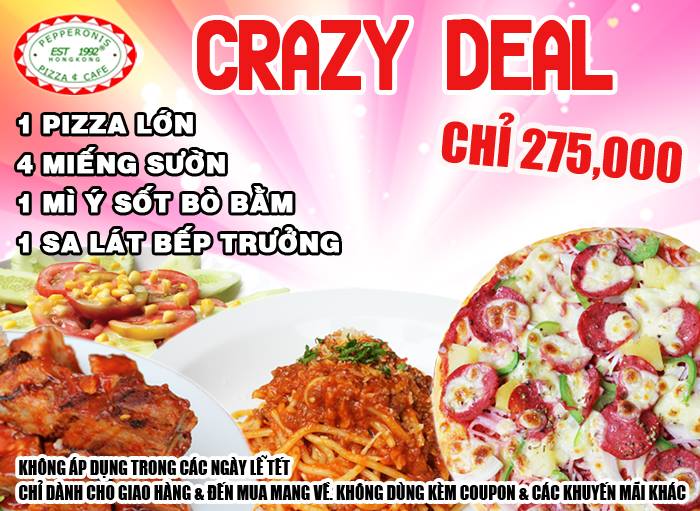 PEPPERONIS
EST 1992®
HONGKONG
PIZZA & CAFE
CRAZY DEAL
1 PIZZA LỚN
4 MIẾNG SƯỜN
1 MÌ Ý SỐT BÒ BẰM
1 SA LÁT BẾP TRƯỞNG
CHỈ 275,000
KHÔNG ÁP DỤNG TRONG CÁC NGÀY LỄ TẾT
CHỈ DÀNH CHO GIAO HÀNG & ĐẾN MUA MANG VỀ. KHÔNG DÙNG KÈM COUPON & CÁC KHUYẾN MÃI KHÁC